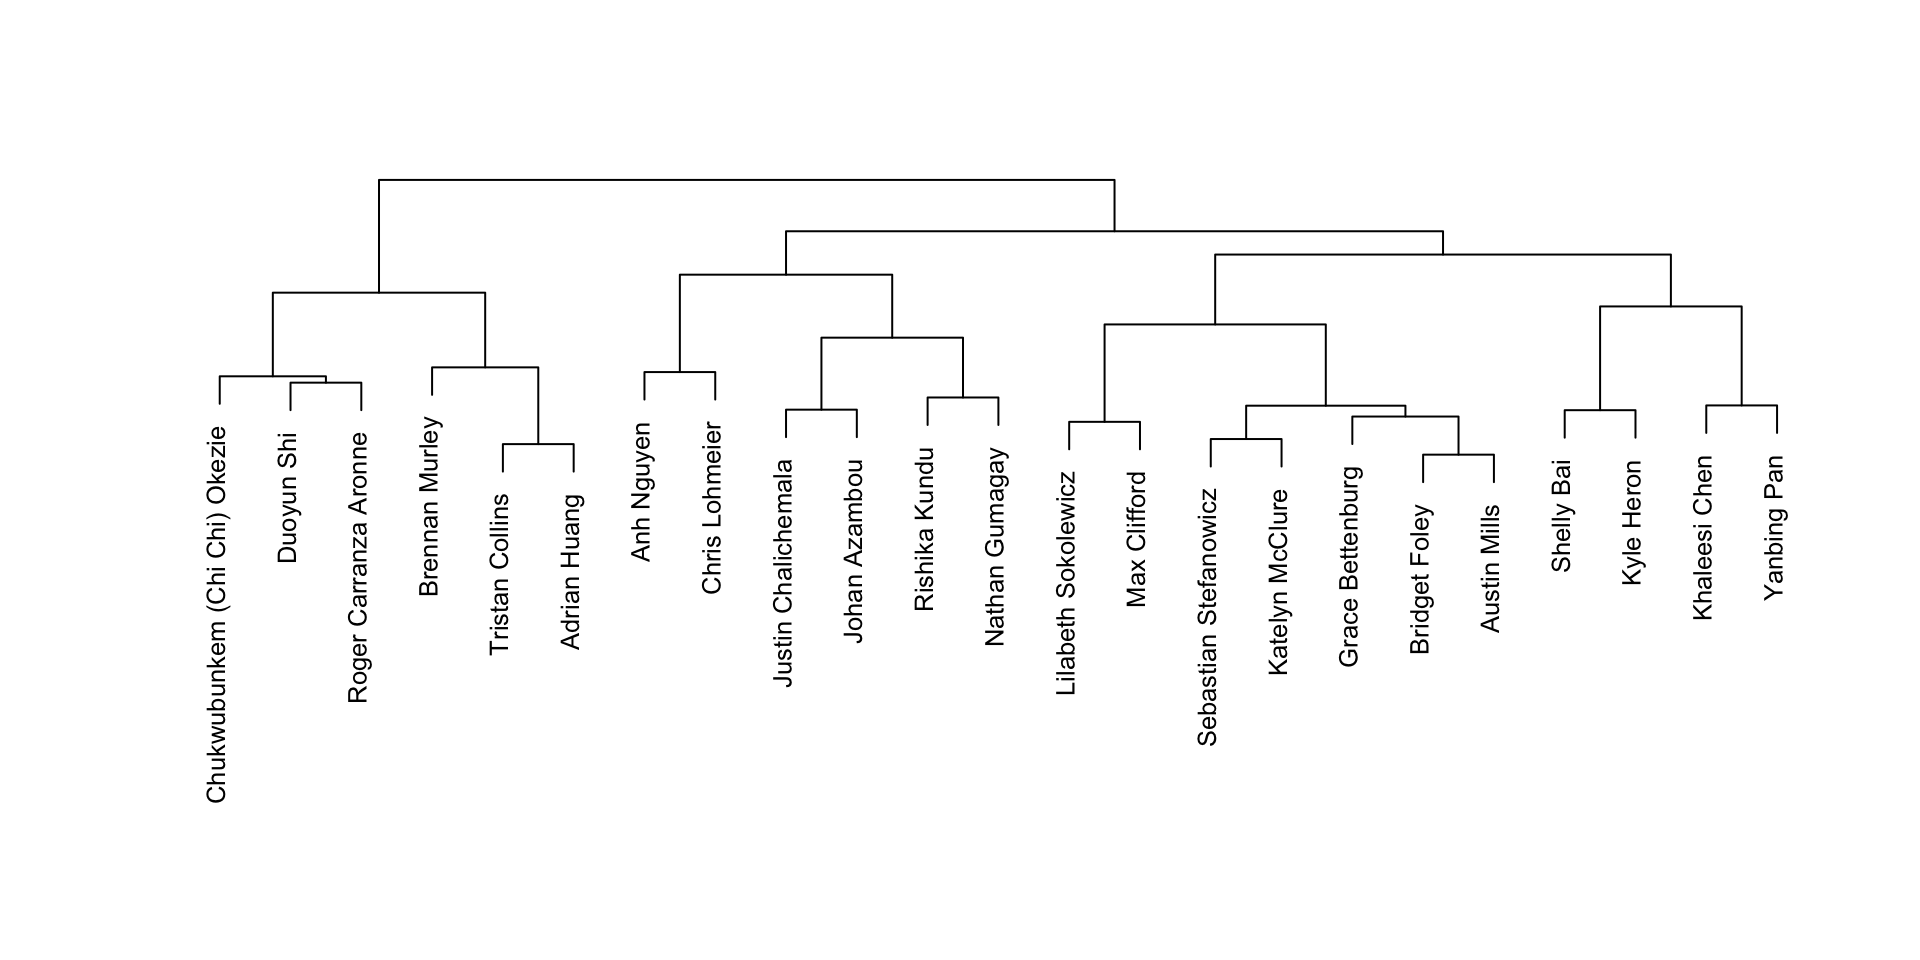 Chukwubunkem (Chi Chi) Okezie
Duoyun Shi
Roger Carranza Aronne
Brennan Murley
Tristan Collins
Adrian Huang
Anh Nguyen
Chris Lohmeier
Justin Chalichemala
Johan Azambou
Rishika Kundu
Nathan Gumagay
Lilabeth Sokolewicz
Max Clifford
Sebastian Stefanowicz
Katelyn McClure
Grace Bettenburg
Bridget Foley
Austin Mills
Shelly Bai
Kyle Heron
Khaleesi Chen
Yanbing Pan